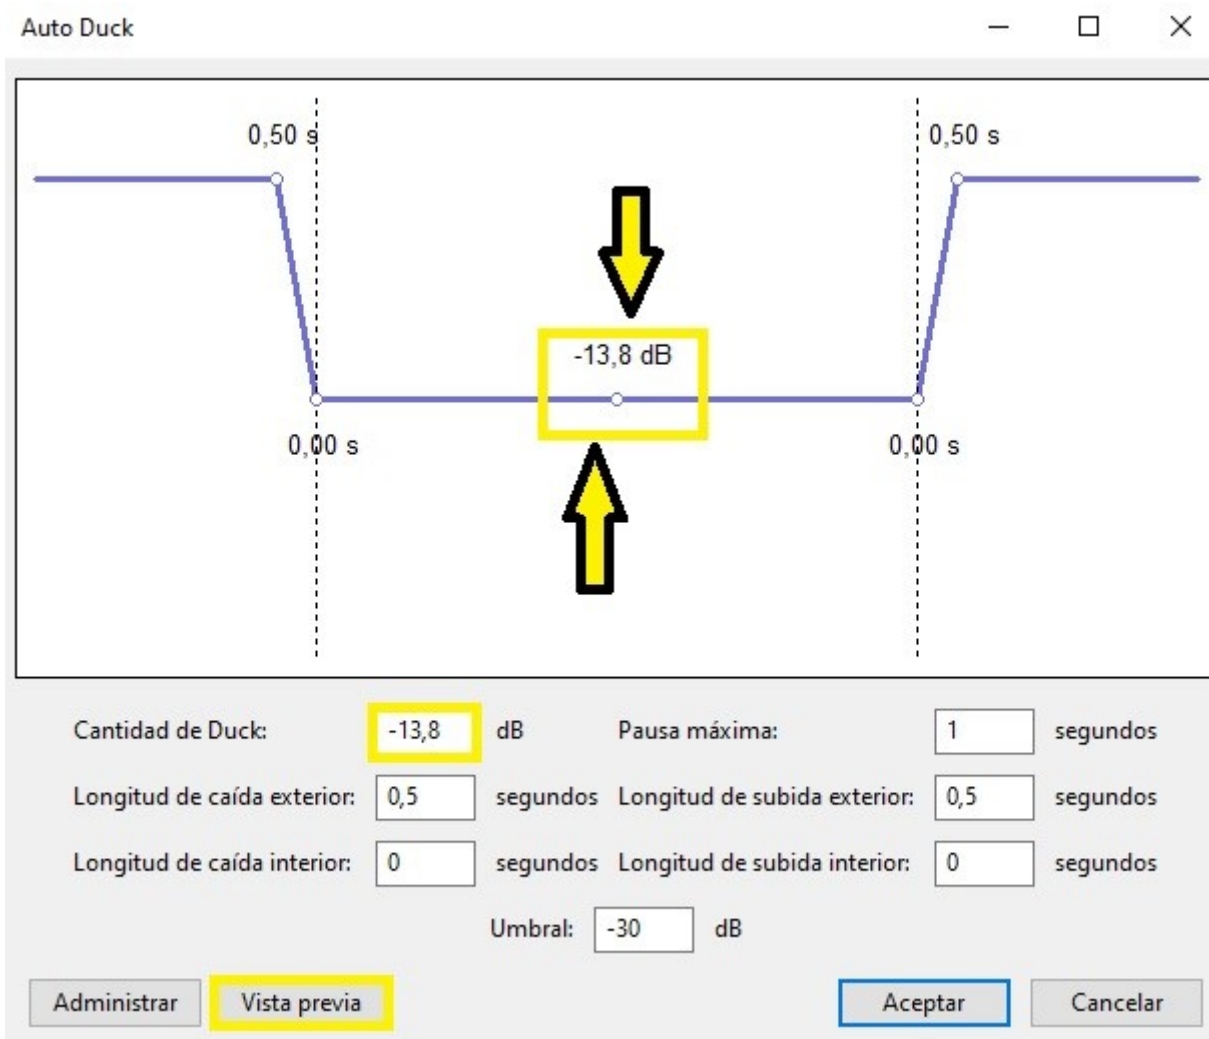 Auto Duck
0,50 s 0,50 s
-13,8 dB
0,00 s 0,00 s
Cantidad de Duck: -13,8 dB Pausa máxima: 1 segundos
Longitud de caída exterior: 0,5 segundos Longitud de subida exterior: 0,5 segundos
Longitud de caída interior: 0 segundos Longitud de subida interior: 0 segundos
Umbral: -30 dB
Administrar Vista previa Aceptar Cancelar